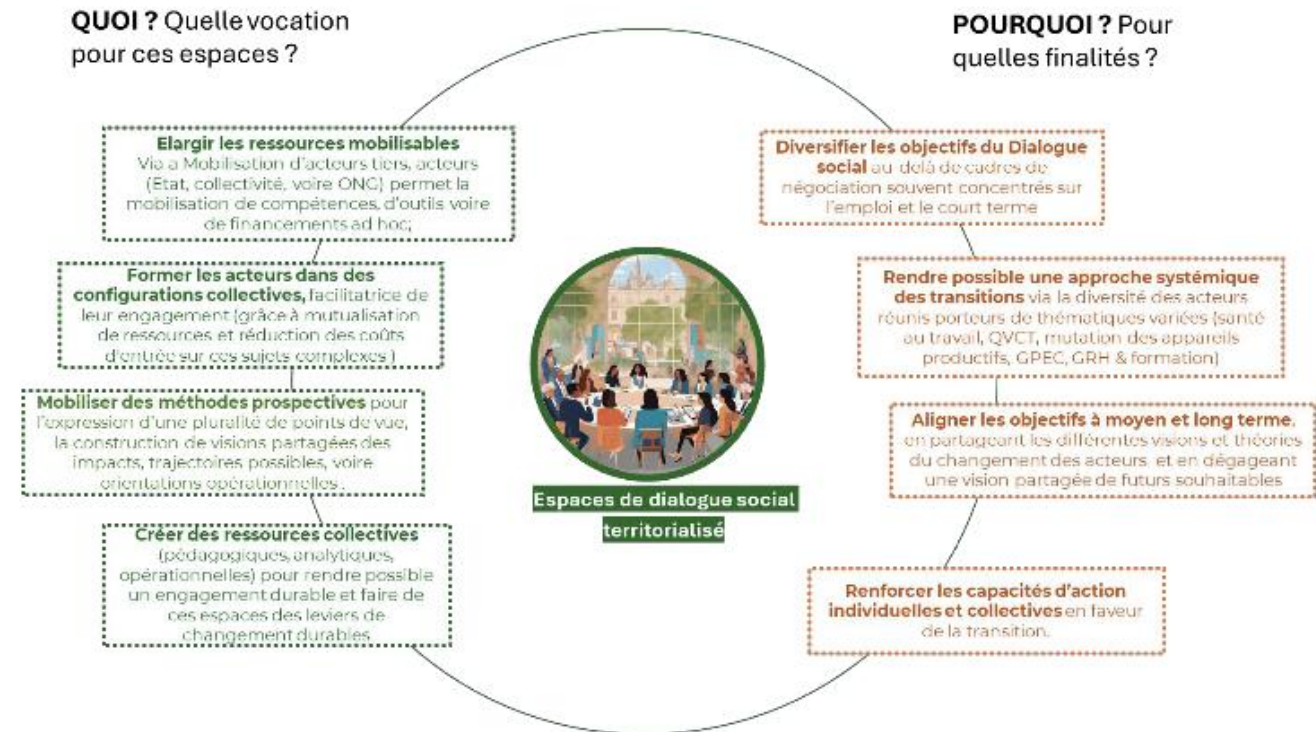 QUOI ? Quelle vocation
pour ces espaces ?
Elargir les ressources mobilisables
Via a Mobilisation d'acteurs tiers, acteurs
(Etat, collectivité, voire ONG) permet la
mobilisation de compétences, d'outils voire
de financements ad hoc;
Former les acteurs dans des
configurations collectives, facilitatrice de
leur engagement (grâce à mutualisation
de ressources et réduction des coûts
d'entrée sur ces sujets complexes )
Mobiliser des méthodes prospectives pour
l'expression d'une pluralité de points de vue,
la construction de visions partagées des
impacts, trajectoires possibles, voire
orientations opérationnelles .
Créer des ressources collectives
(pédagogiques, analytiques,
opérationnelles) pour rendre possible
un engagement durable et faire de
ces espaces des leviers de
changement durables
Espaces de dialogue social
territorialisé
POURQUOI ? Pour
quelles finalités ?
Diversifier les objectifs du Dialogue
social au-delà de cadres de
négociation souvent concentrés sur
l'emploi et le court terme
Rendre possible une approche systémique
des transitions via la diversité des acteurs
réunis porteurs de thématiques variées (santé
au travail, QVCT, mutation des appareils
productifs, GPEC, GRH & formation)
Aligner les objectifs à moyen et long terme,
en partageant les différentes visions et théories
du changement des acteurs et en dégageant
une vision partagée de futurs souhaitables
Renforcer les capacités d'action
individuelles et collectives en faveur
de la transition.